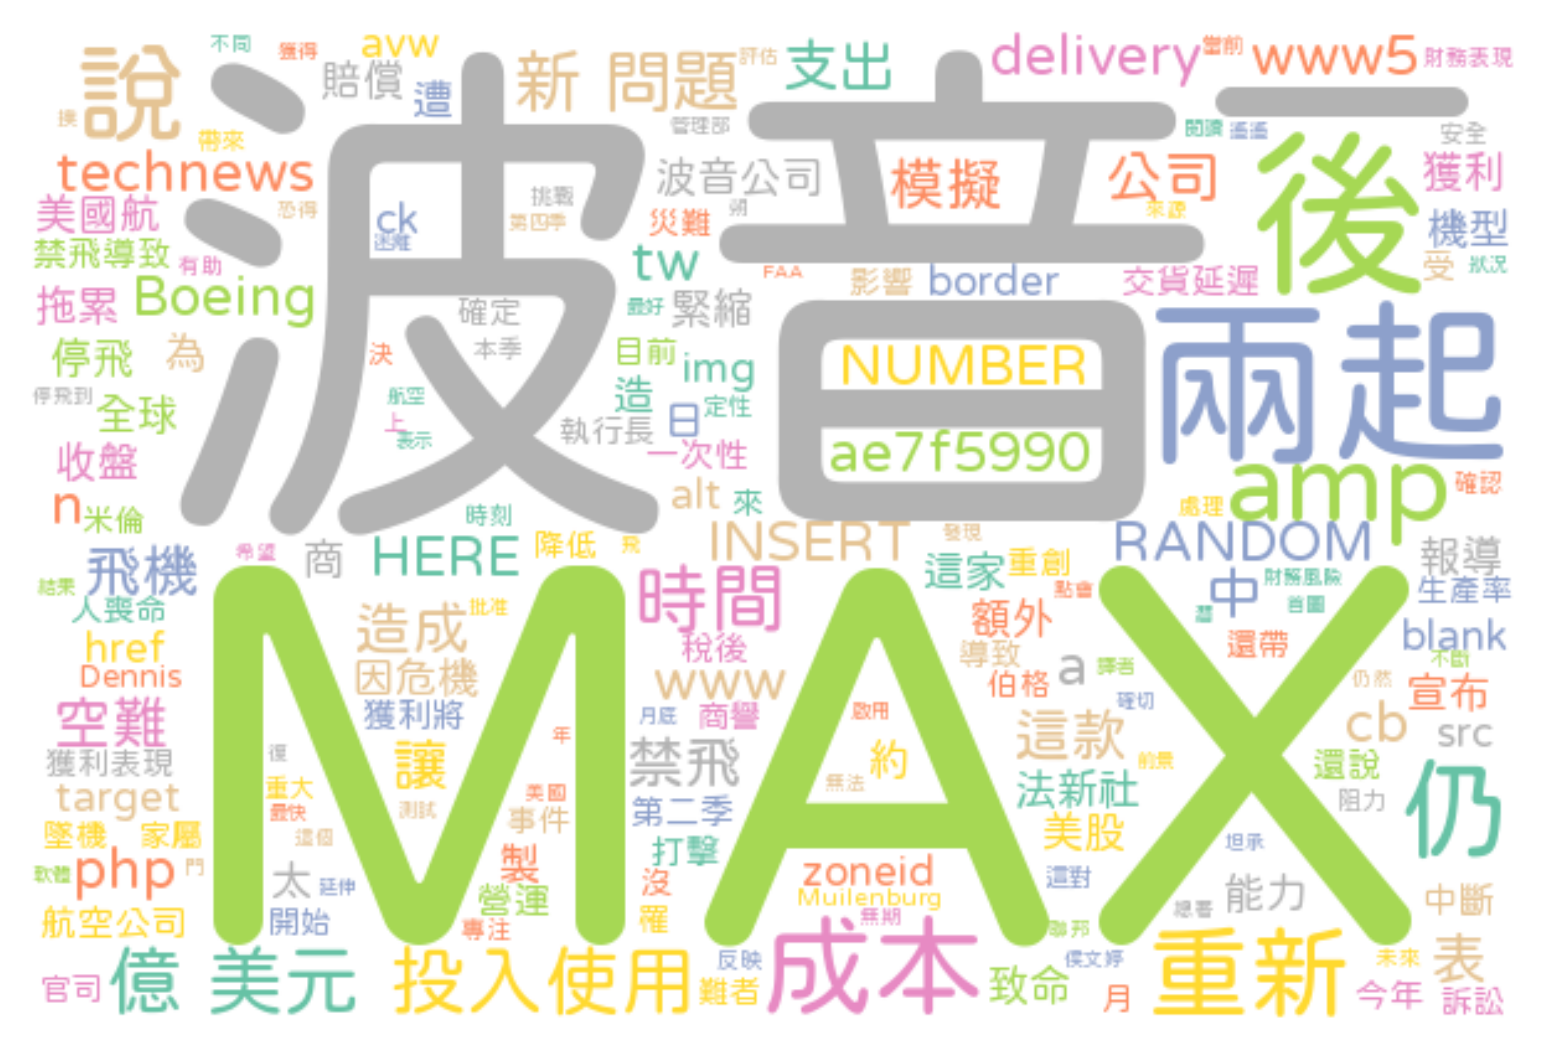 不同 獲得 avw 新 問題 評估 支出 delivery 當前 www5 財務表現
說 賠償 遭 波音 一
挨 帶來 管理部 閱讀 遙遙 安全
technews 挑戰 波音公司 模擬 公司 後 獲利
美國航 恐得 ck 第四季 災難 朔 來源 機型
禁飛導致 有助 困難 tw FAA 影響 border 交貨延遲 受 狀況
拖累 Boeing 確定 最好 緊縮 兩起
停飛 為 決 本季 目前 img NUMBER
停飛到 全球 航空 上 表示 造 日 定性
收盤 執行長 一次性 ae7f5990 amp 確認
n 米倫 時刻 alt 來 處理
希望 商 HERE 降低 飛 INSERT 發現 RANDOM 報導
結果 飛機 MAX 時間 這家 重創 點會 中 財務風險 生產率
人喪命 造成 批准 額外 首圖
href 稅後 導致 還帶 blank
Dennis 因危機 www 伯格 a 譯者 確切 仍然 不斷 宣布
空難 獲利將 月底 商譽 啟用 這款 cb src
獲利表現 復 讓 年 禁飛 約 前景 還說
target 重大 最快 測試 美國 事件 第二季 無法 法新社 阻力 仍
墜機 家屬 這個 打擊 美股 坦承
軟體 php 門 太 延伸 製 沒 zoneid 這對 能力
航空公司 開始 營運 專注 罹 Muilenburg 無期 聯邦 中斷
官司 億 美元 投入使用 反映 難者 成本 致命 侯文婷 月 重新 未來 今年 表 訴訟